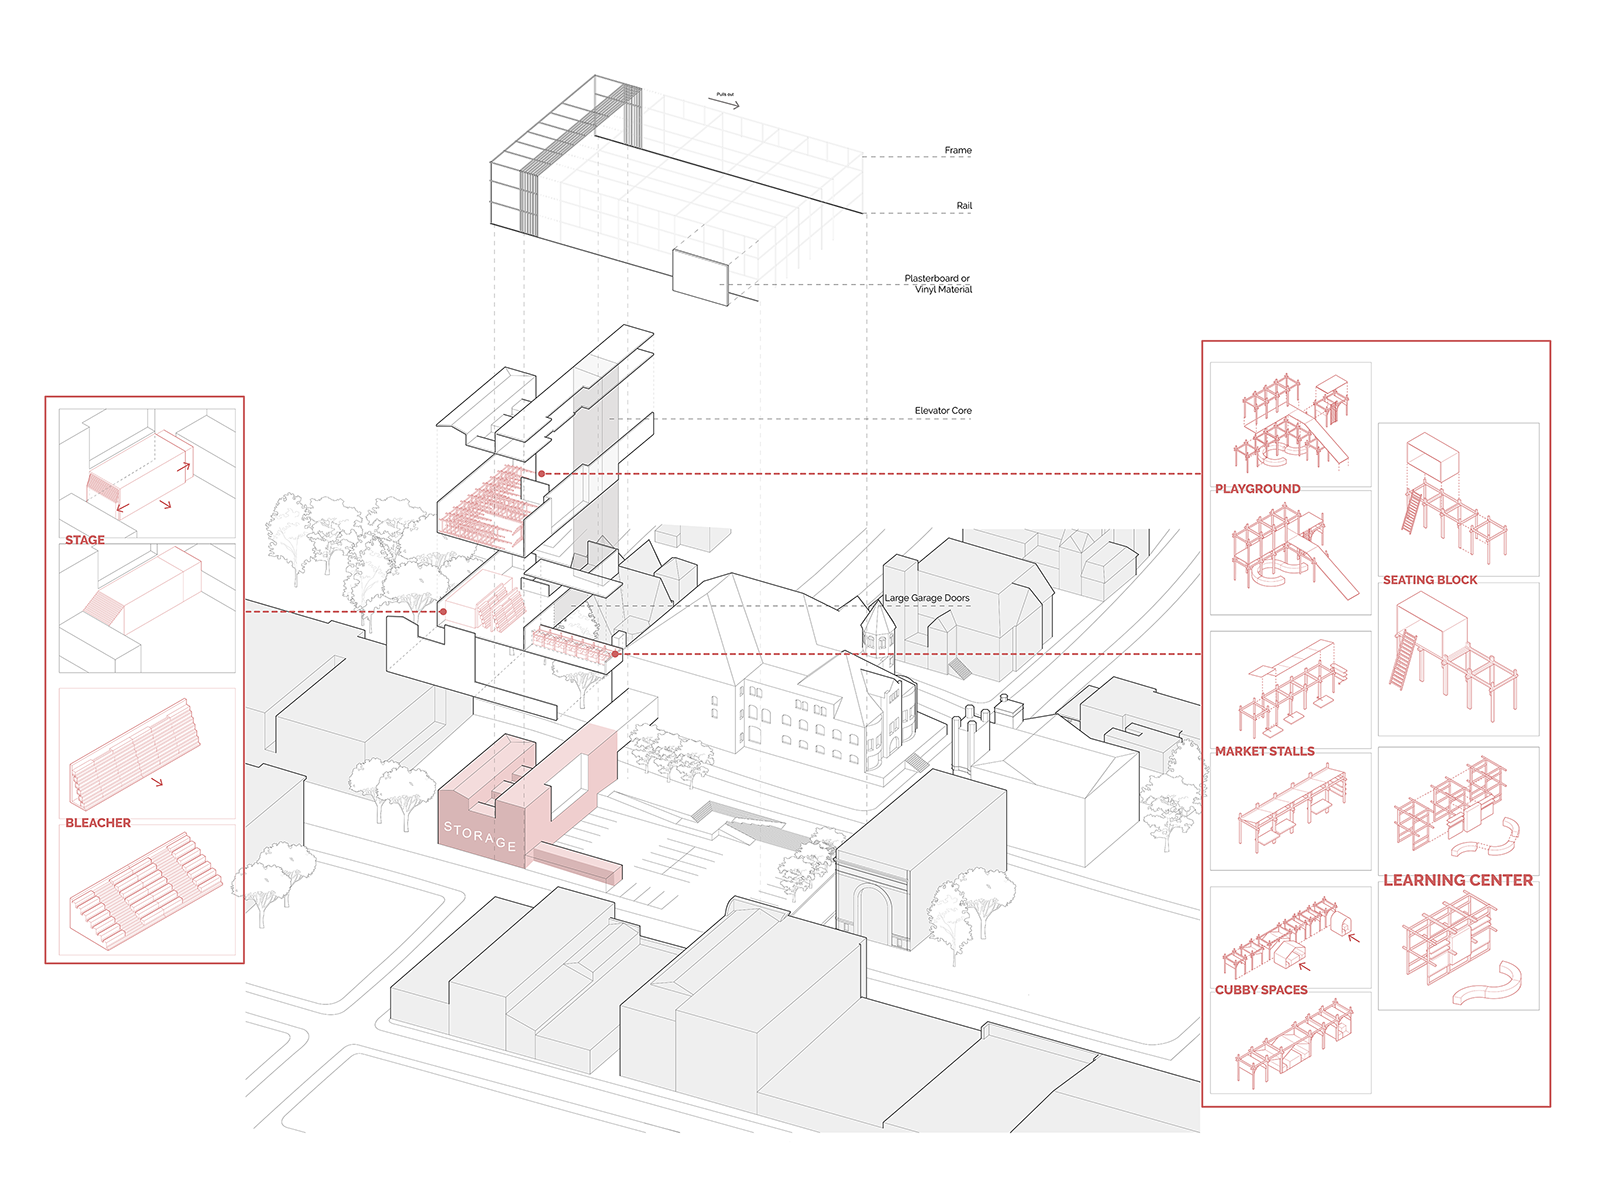 Pulls out
Frame
Rail
Plasterboard or
Vinyl Material
Elevator Core
Large Garage Doors
STORAGE
STAGE
BLEACHER
PLAYGROUND
SEATING BLOCK
MARKET STALLS
LEARNING CENTER
CUBBY SPACES